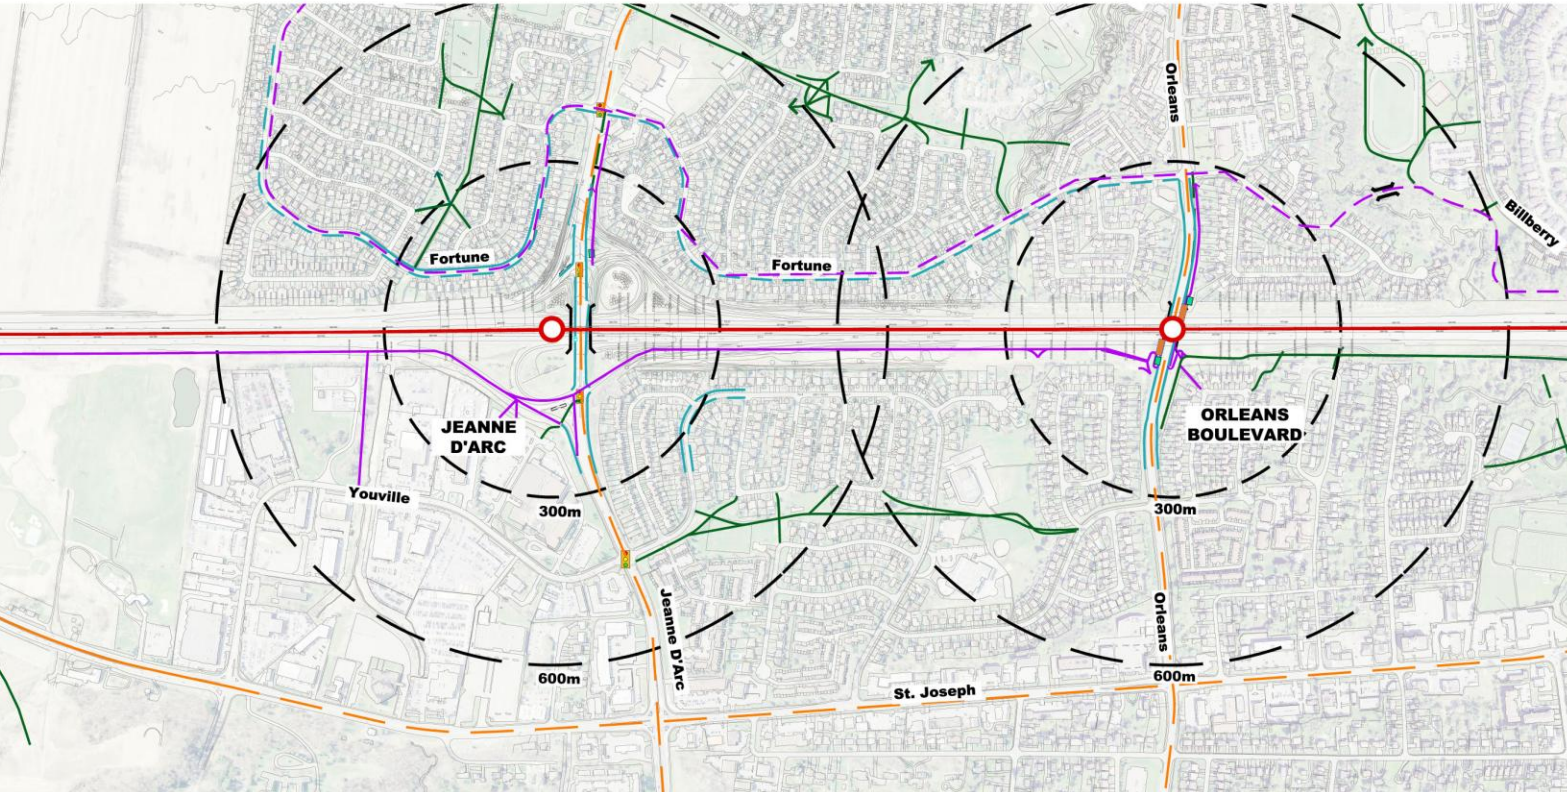 Orleans
Billberry
Fortune
Fortune
JEANNE
D'ARC
ORLEANS
BOULEVARD
Youville
300m
300m
Jeanne D'Arc
Orleans
600m
600m
St. Joseph